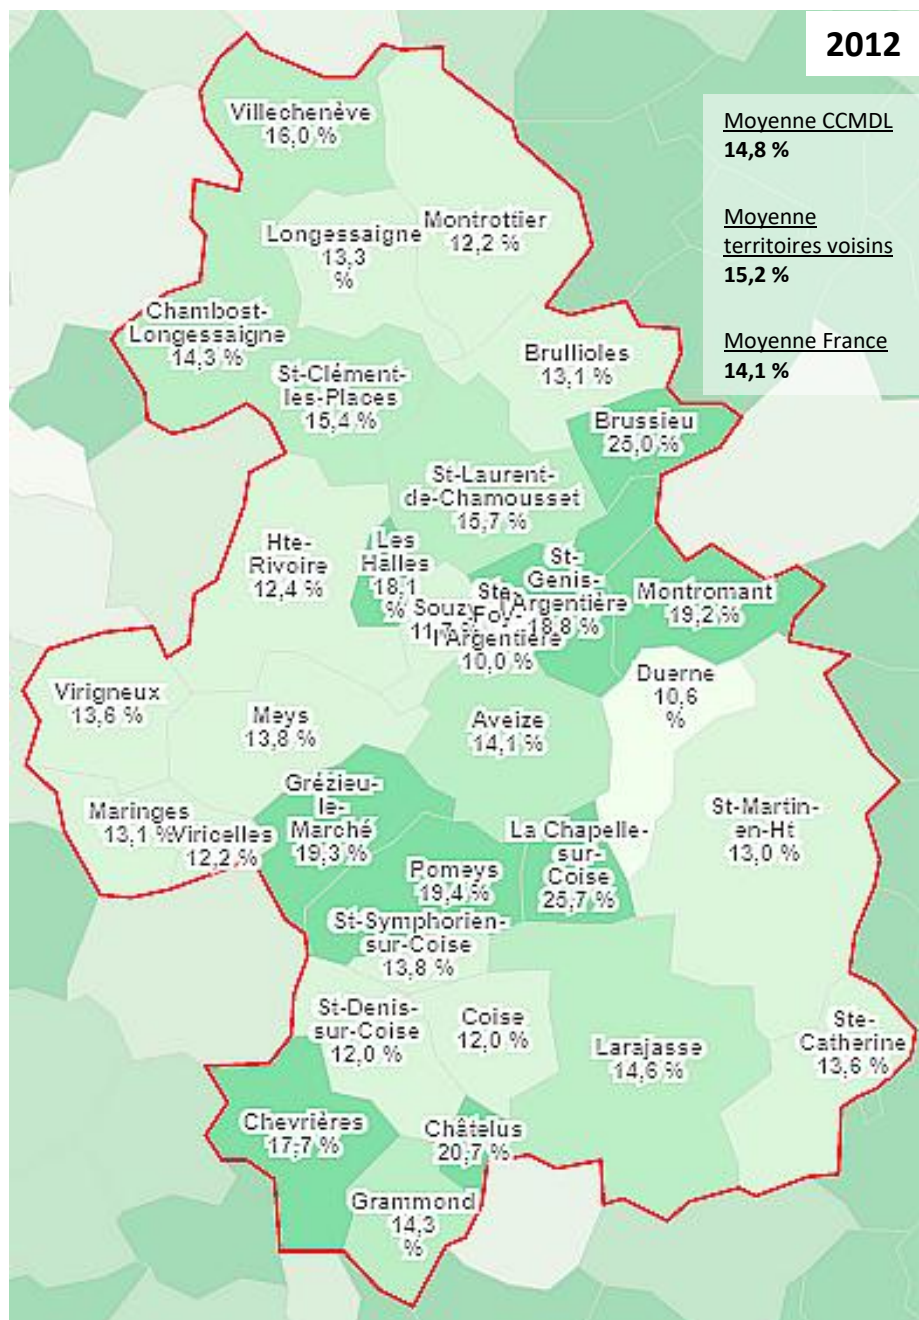 2012
Moyenne CCMDL
14,8 %
Moyenne
territoires voisins
15,2 %
Moyenne France
14,1 %
Villechenève
16,0 %
Longessaigne
13,3
%
Montrottier
12,2 %
Chambost-
Longessaigne
14,3 %
St-Clément-
les-Places
15,4 %
Brullioles
13,1 %
Brussieu
25,0 %
St-Laurent-
de-Chamousset
15,7 %
Hte-
Rivoire
12,4 %
Les
Halles
18,1
%
Souzy
11,7 %
Ste-
Foy-
l'Argentière
10,0 %
St-
Genis-
l'Argentière
18,8 %
Montromant
19,2 %
Duerne
10,6
%
Virigneux
13,6 %
Meys
13,8 %
Aveize
14,1 %
Maringes
13,1 %
Viricelles
12,2 %
Grézieu-
le-
Marché
19,3 %
Pomeys
19,4 %
La Chapelle-
sur-
Coise
25,7 %
St-Martin-
en-Ht
13,0 %
St-Symphorien-
sur-Coise
13,8 %
St-Denis-
sur-Coise
12,0 %
Coise
12,0 %
Larajasse
14,6 %
Ste-
Catherine
13,6 %
Chevrières
17,7 %
Châtelus
20,7 %
Grammond
14,3
%